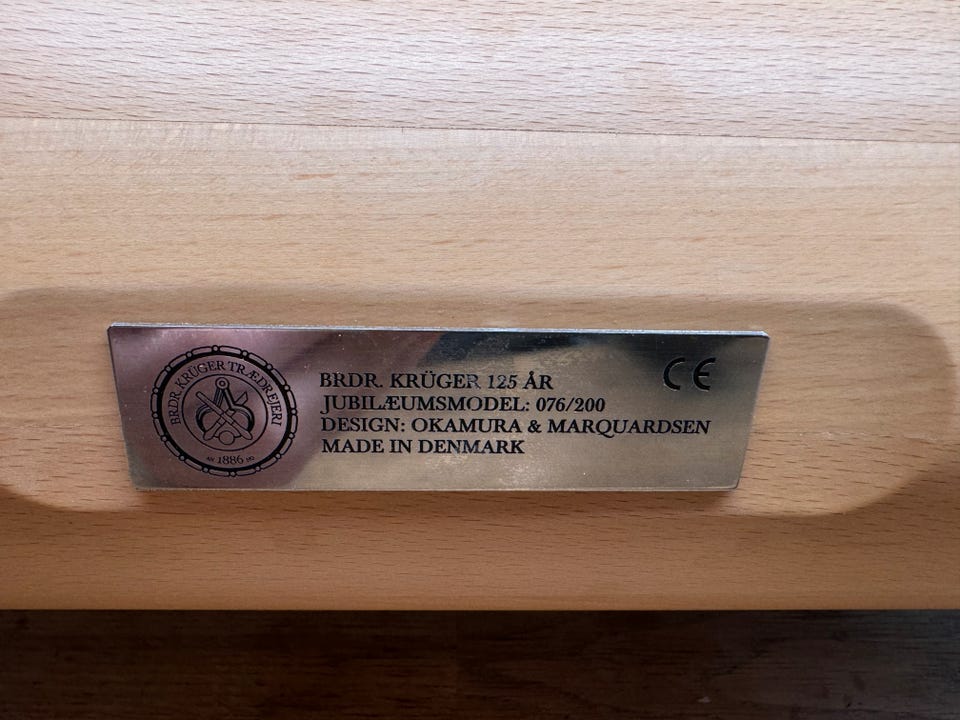 BRDR. KRÜGER TRÆDREJERI
1886
BRDR. KRÜGER 125 ÅR
JUBILÆUMSMODEL: 076/200
DESIGN: OKAMURA & MARQUARDSEN
MADE IN DENMARK
CE